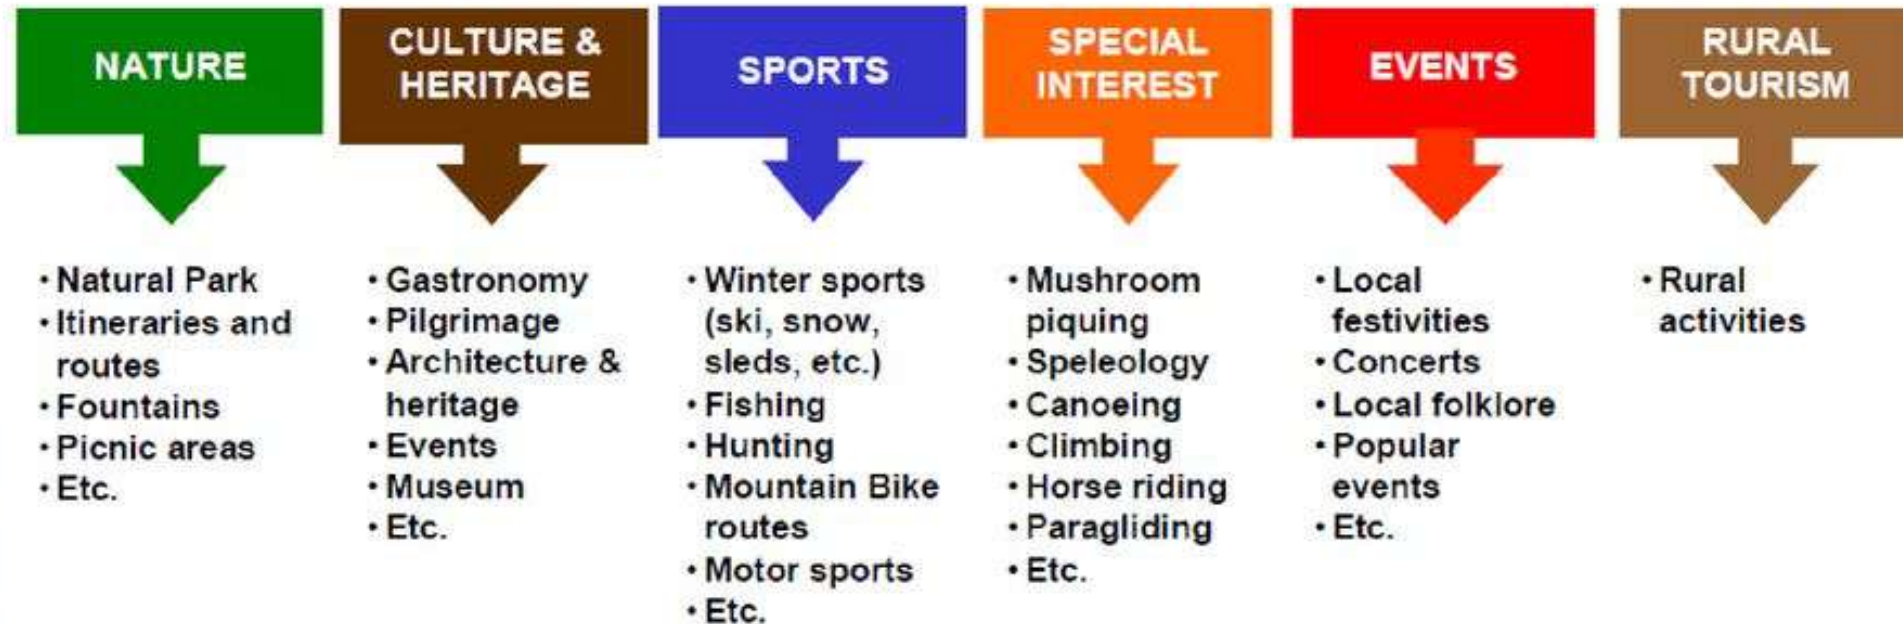 NATURE
· Natural Park
· Itineraries and
routes
· Fountains
· Picnic areas
· Etc.
CULTURE &
HERITAGE
· Gastronomy
· Pilgrimage
· Architecture &
heritage
· Events
· Museum
· Etc.
SPORTS
· Winter sports
(ski, snow,
sleds, etc.)
· Fishing
· Hunting
· Mountain Bike
routes
· Motor sports
· Etc.
SPECIAL
INTEREST
· Mushroom
piquing
· Speleology
· Canoeing
· Climbing
· Horse riding
· Paragliding
· Etc.
EVENTS
· Local
festivities
· Concerts
· Local folklore
· Popular
events
· Etc.
RURAL
TOURISM
· Rural
activities